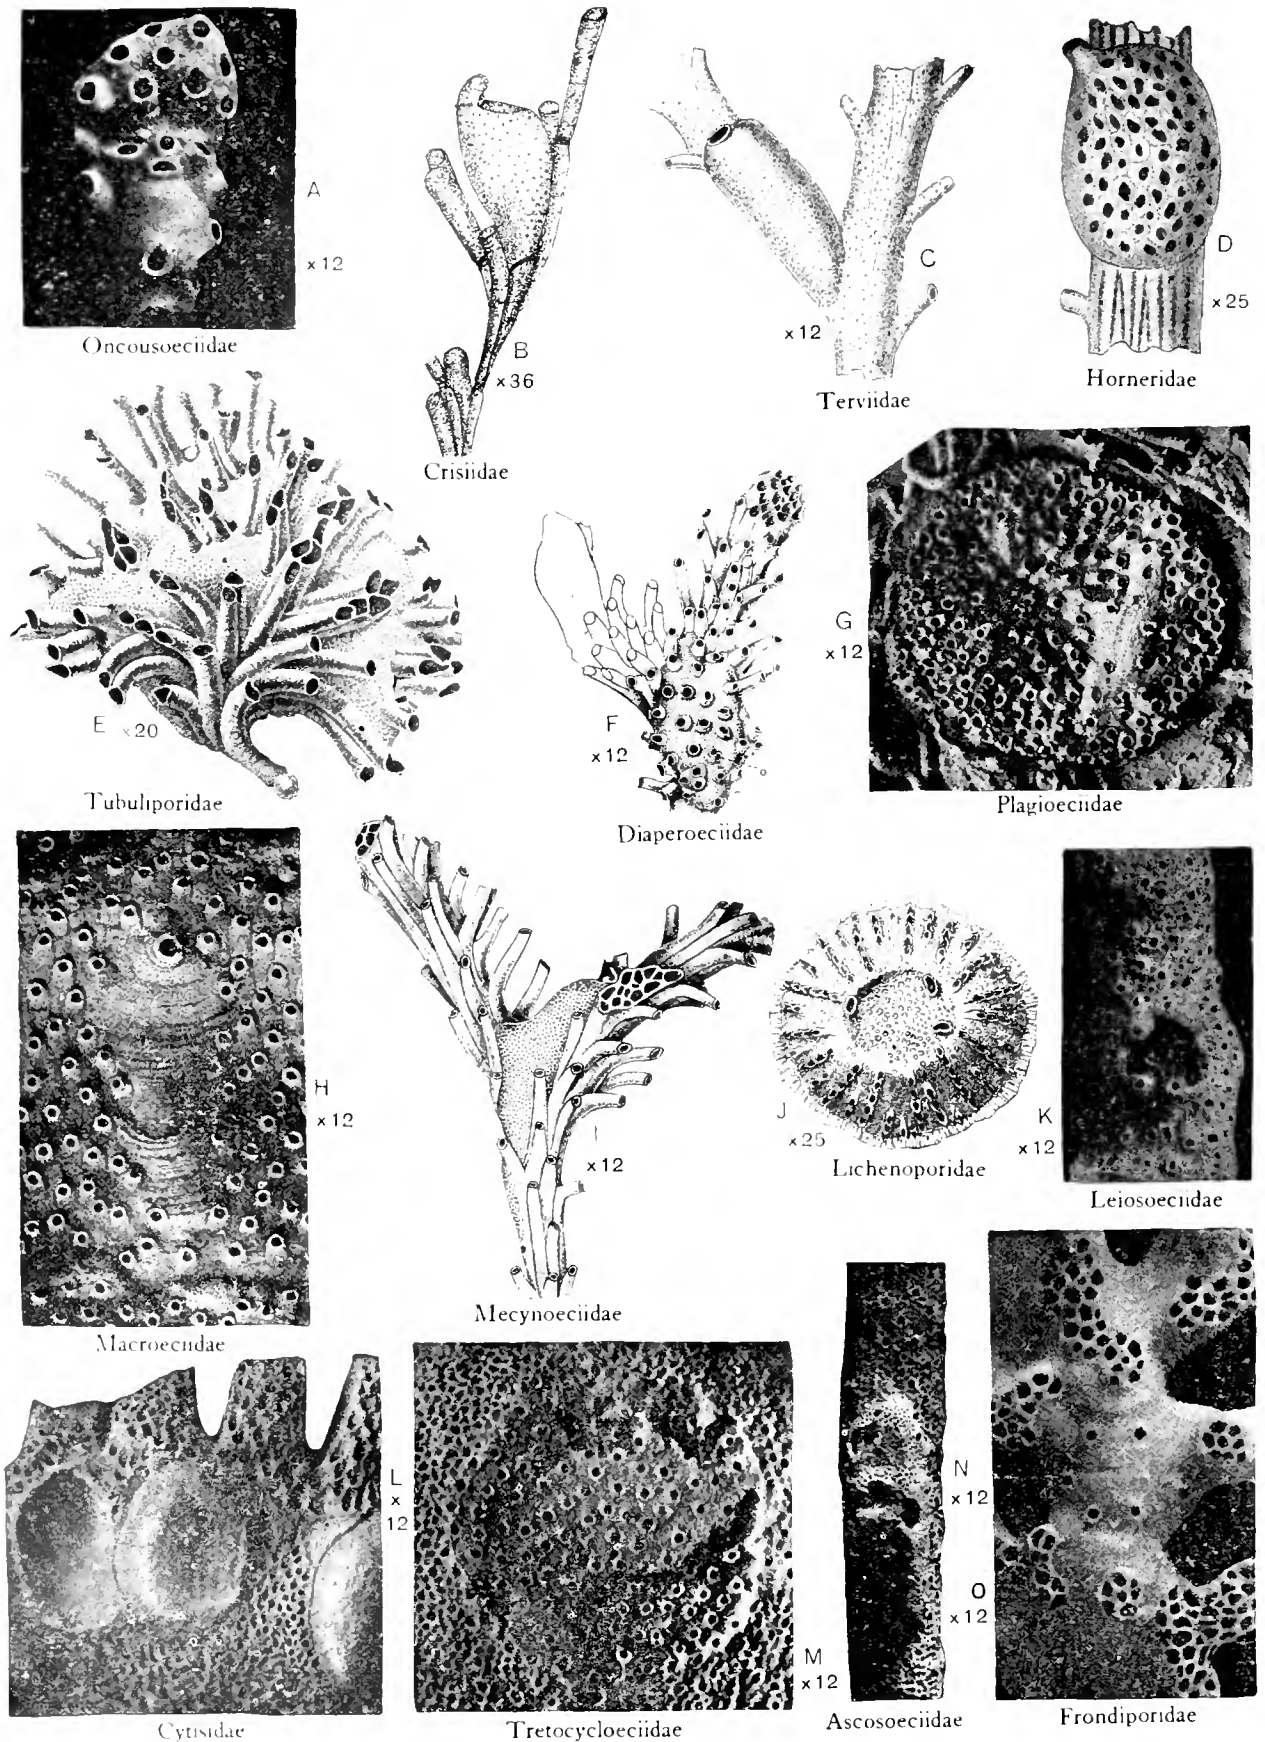 A
x12
Oncousoeciidae
B
x36
Crisiidae
C
x12
Terviidae
D
x25
Horneridae
E x20
Tubuliporidae
F
x12
Diaperoeciidae
G
x12
Plagioeciidae
H
x12
Macroeciidae
I
x12
Mecynoeciidae
J
x25
Lichenoporidae
K
x12
Leiosoeciidae
L
x
12
Cytisidae
M
x12
Tretocycloeciidae
N
x12
Ascosoeciidae
O
x12
Frondiporidae